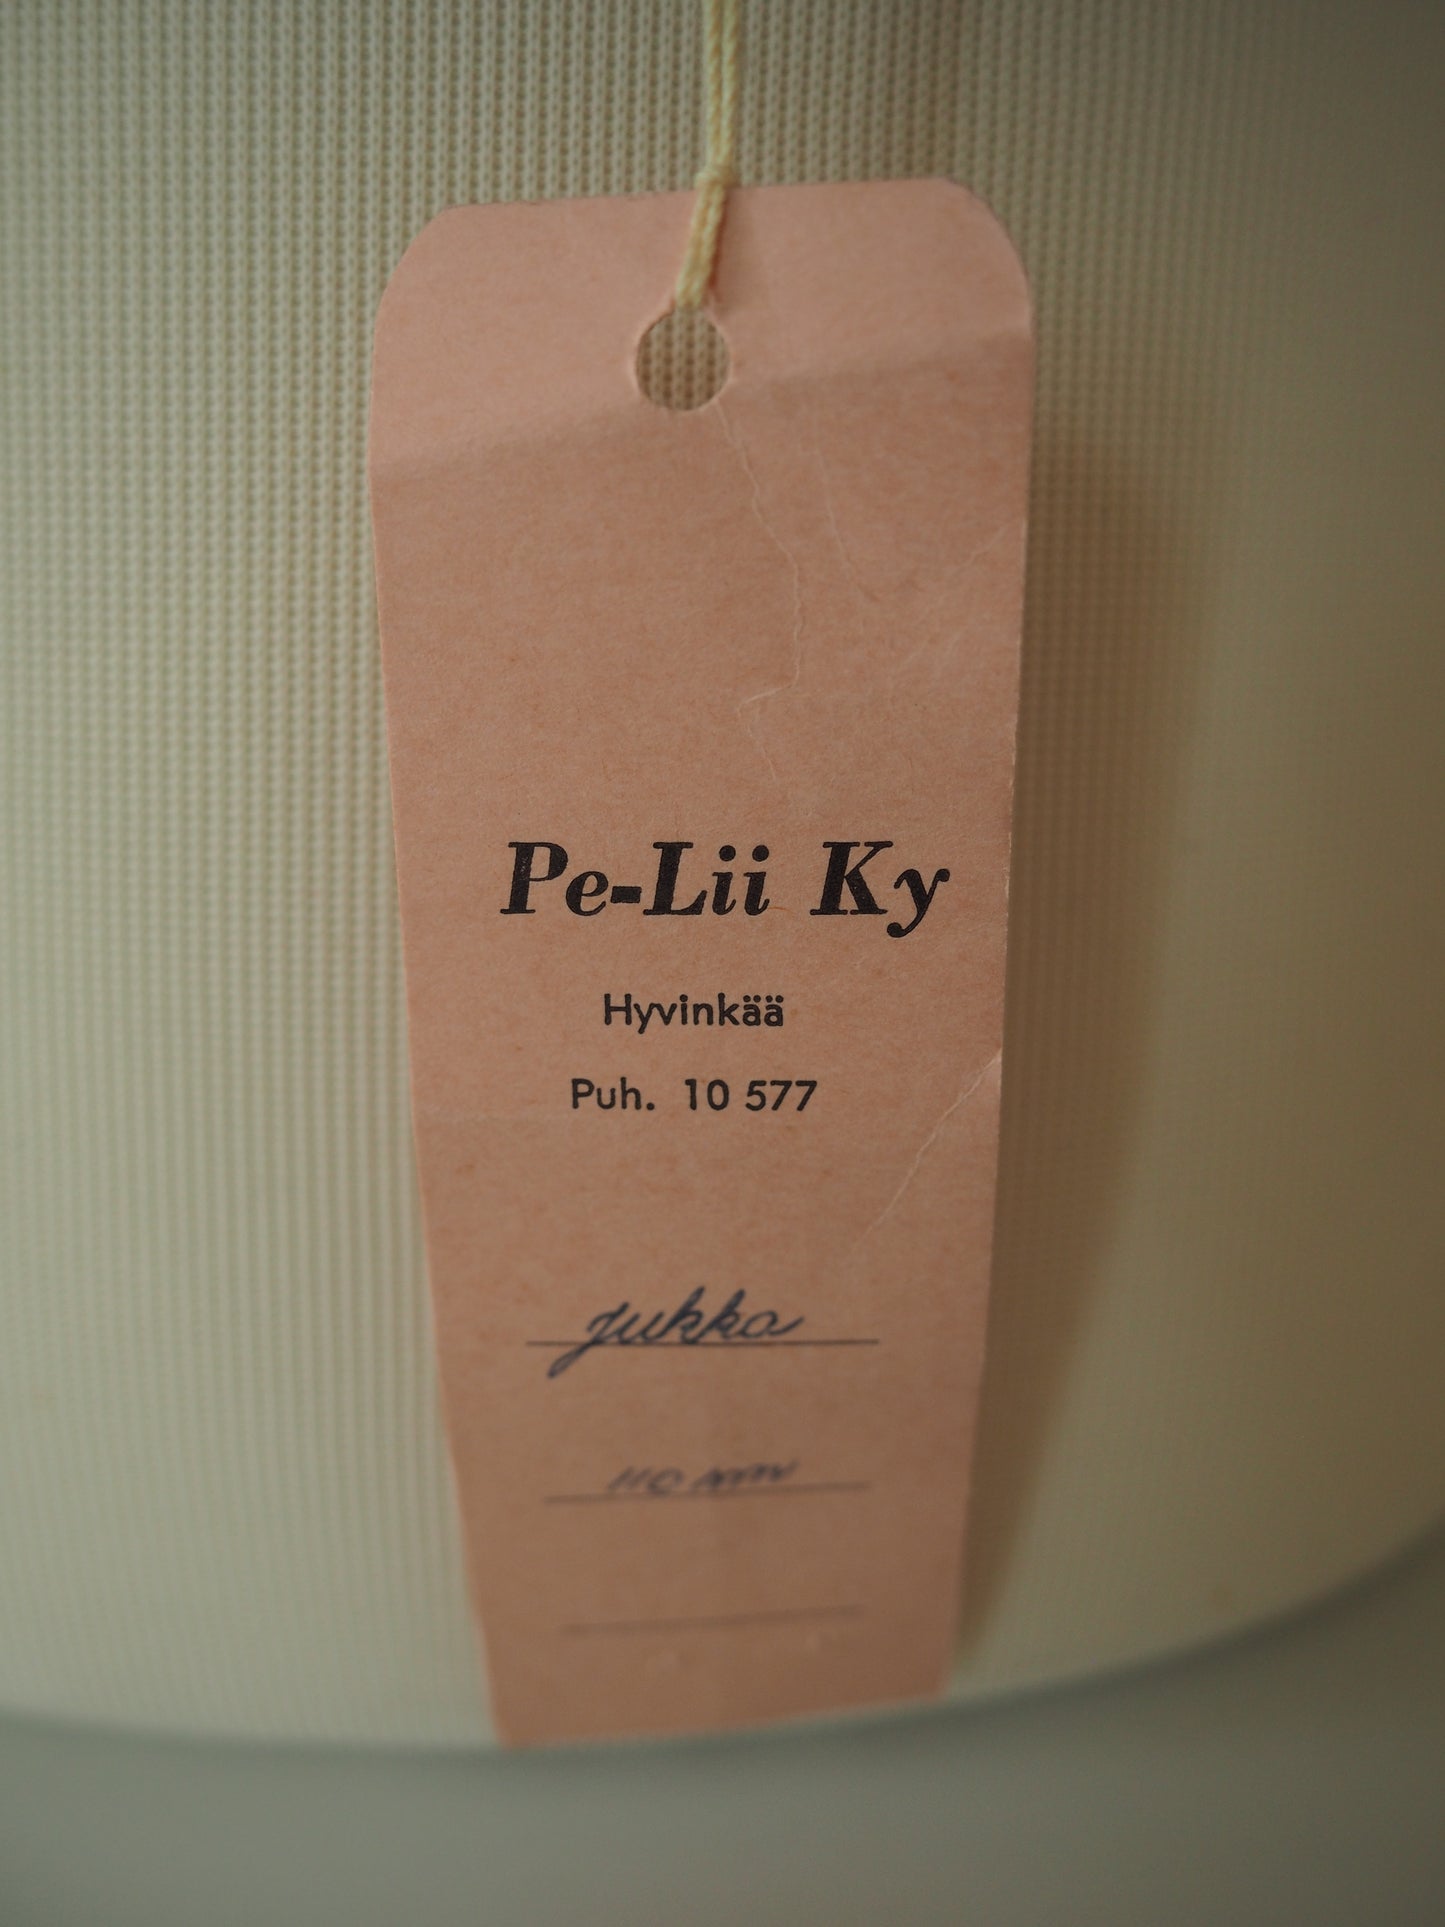 Pe-Lii Ky
Hyvinkää
Puh. 10 577
Jukka